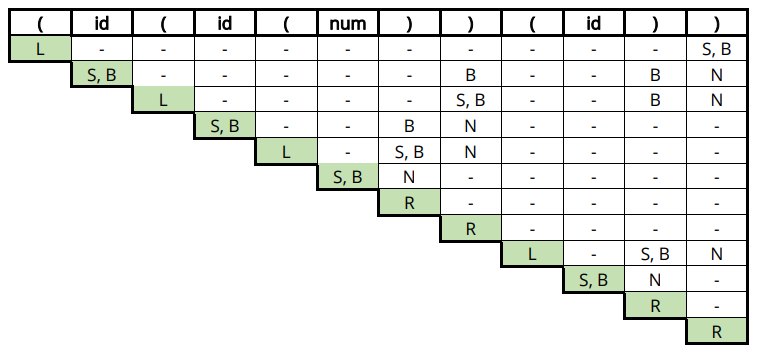 ( id ( id ( num ) ) ( id ) )
L - - - - - - - - - - S, B
S, B - - - - - B - - B N
L - - - - S, B - - B N
S, B - - B N - - - -
L - S, B N - - - -
S, B N - - - - -
R - - - - -
R - - - -
L - S, B N
S, B N -
R -
R